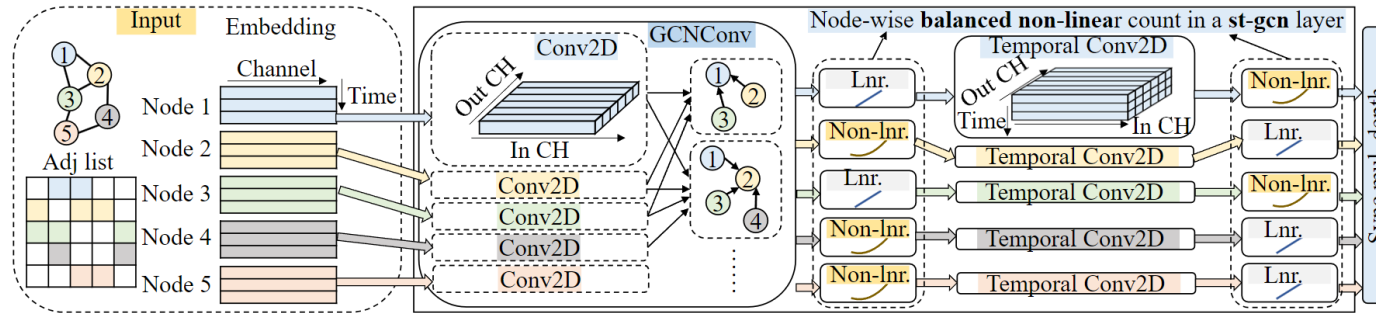 Input
Embedding
Channel
Time
1
2
3
4
5
Adj list
Node 1
Node 2
Node 3
Node 4
Node 5
GCNConv
Conv2D
Out CH
In CH
Conv2D
Conv2D
Conv2D
Conv2D
1
2
3
1
2
3
4
Node-wise balanced non-linear count in a st-gcn layer
Lnr.
Non-lnr.
Lnr.
Non-lnr.
Non-lnr.
Temporal Conv2D
Out CH
Time
In CH
Temporal Conv2D
Temporal Conv2D
Temporal Conv2D
Temporal Conv2D
Non-lnr.
Lnr.
Non-lnr.
Lnr.
Lnr.